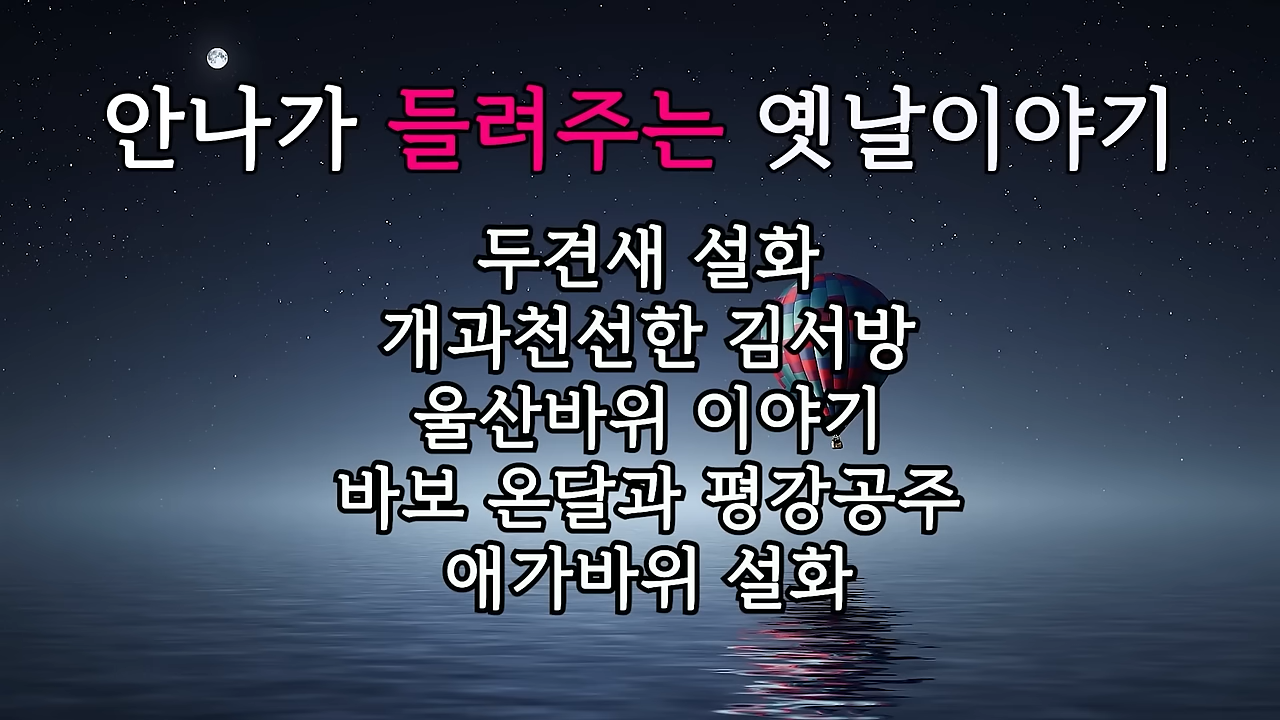 안나가 들려주는 옛날이야기
두견새 설화
개과천선한 김서방
울산바위 이야기
바보 온달과 평강공주
애가바위 설화